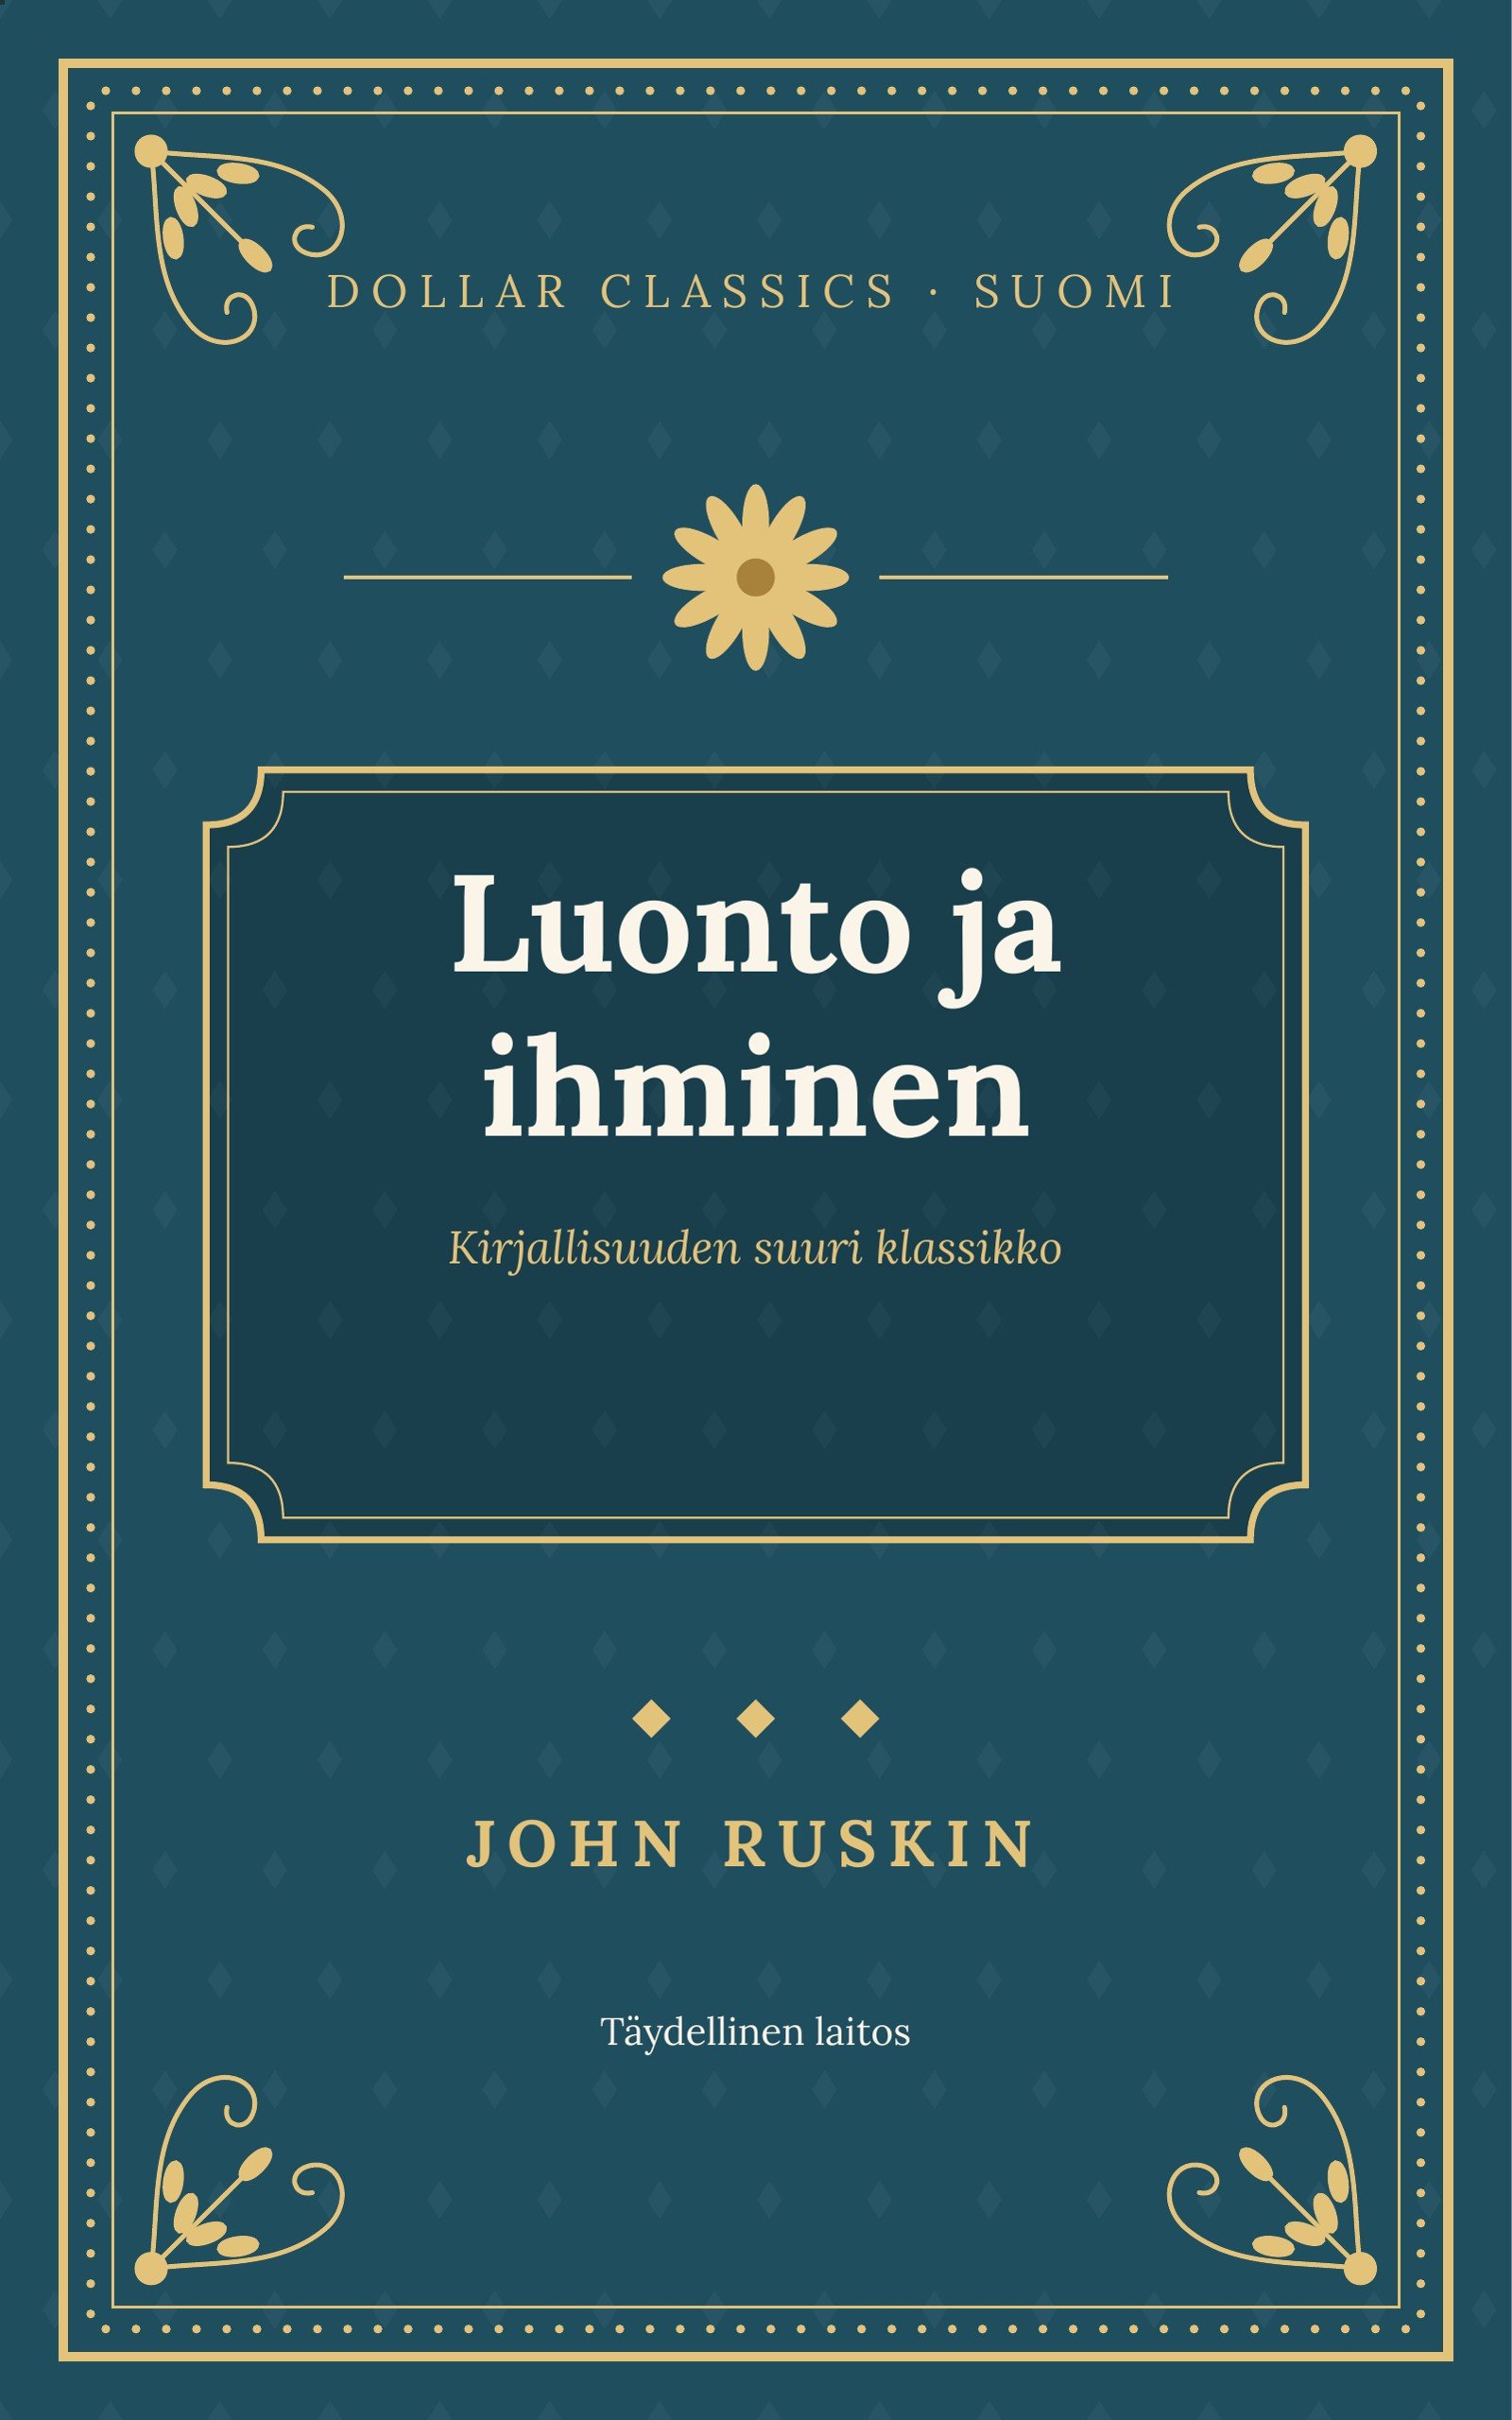 DOLLAR CLASSICS · SUOMI
Luonto ja
ihminen
Kirjallisuuden suuri klassikko
JOHN RUSKIN
Täydellinen laitos